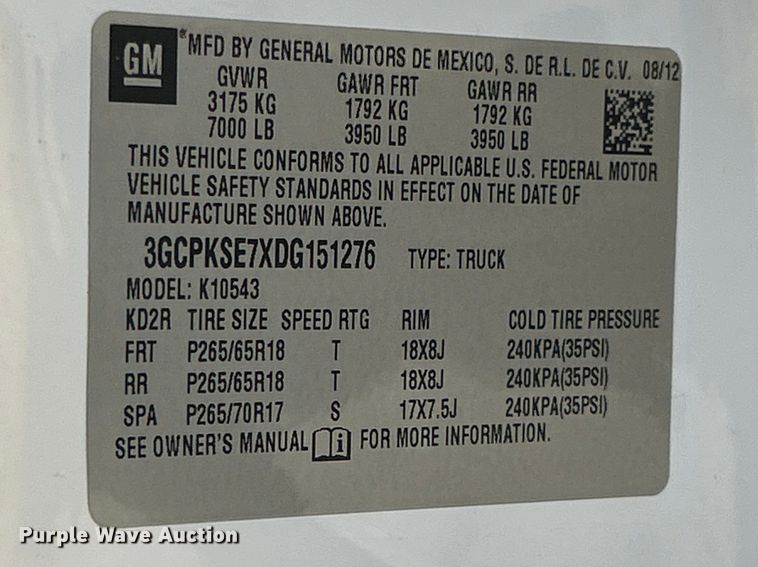 GM
®MFD BY GENERAL MOTORS DE MEXICO, S. DE R.L. DE C.V. 08/12
GVWR GAWR FRT GAWR RR
3175 KG 1792 KG 1792 KG
7000 LB 3950 LB 3950 LB
THIS VEHICLE CONFORMS TO ALL APPLICABLE U.S. FEDERAL MOTOR
VEHICLE SAFETY STANDARDS IN EFFECT ON THE DATE OF
MANUFACTURE SHOWN ABOVE.
3GCPKSE7XDG151276 TYPE: TRUCK
MODEL: K10543
KD2R TIRE SIZE SPEED RTG RIM COLD TIRE PRESSURE
FRT P265/65R18 T 18X8J 240KPA(35PSI)
RR P265/65R18 T 18X8J 240KPA(35PSI)
SPA P265/70R17 S 17X7.5J 240KPA(35PSI)
SEE OWNER'S MANUAL i FOR MORE INFORMATION.
Purple Wave Auction